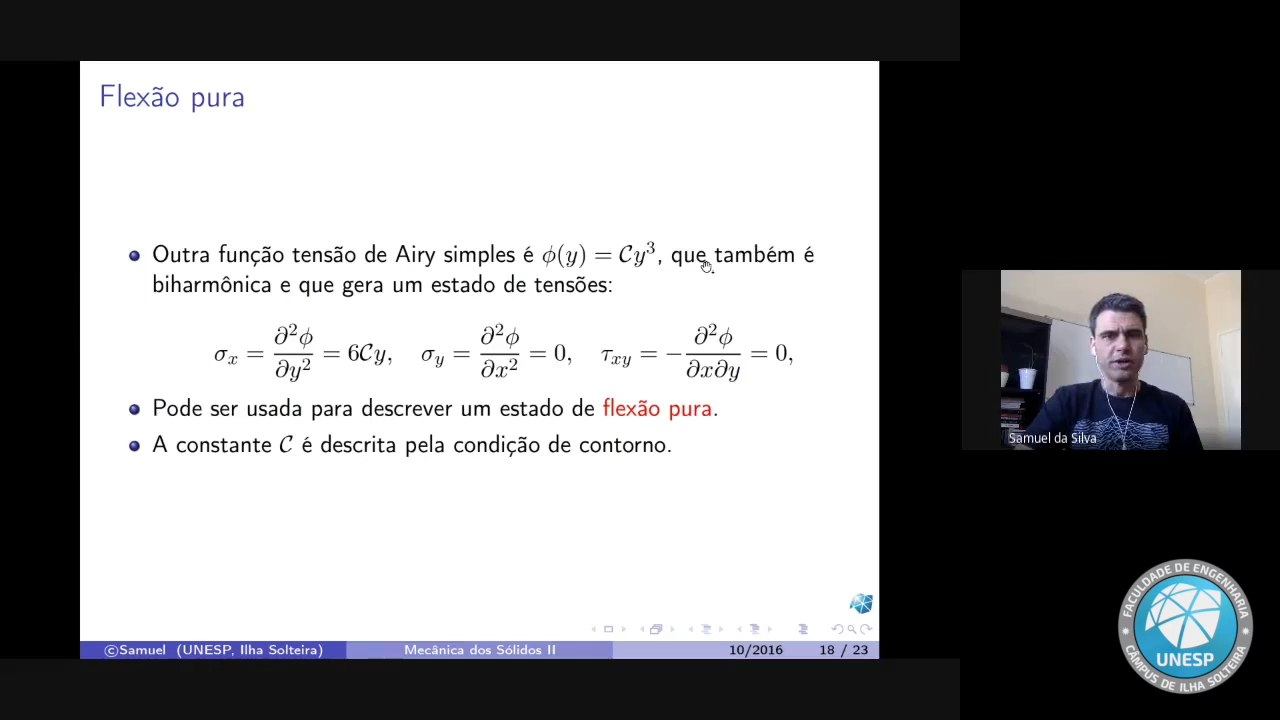 Flexão pura
Outra função tensão de Airy simples é ϕ(y) = 𝒞y³, que também é
biharmônica e que gera um estado de tensões:
σₓ = ∂²ϕ/∂y² = 6𝒞y, σ_y = ∂²ϕ/∂x² = 0, τ_xy = −∂²ϕ/∂x∂y = 0,
Pode ser usada para descrever um estado de flexão pura.
A constante 𝒞 é descrita pela condição de contorno.
©Samuel (UNESP, Ilha Solteira) Mecânica dos Sólidos II 10/2016 18 / 23
Samuel da Silva
FACULDADE DE ENGENHARIA
UNESP
CÂMPUS DE ILHA SOLTEIRA